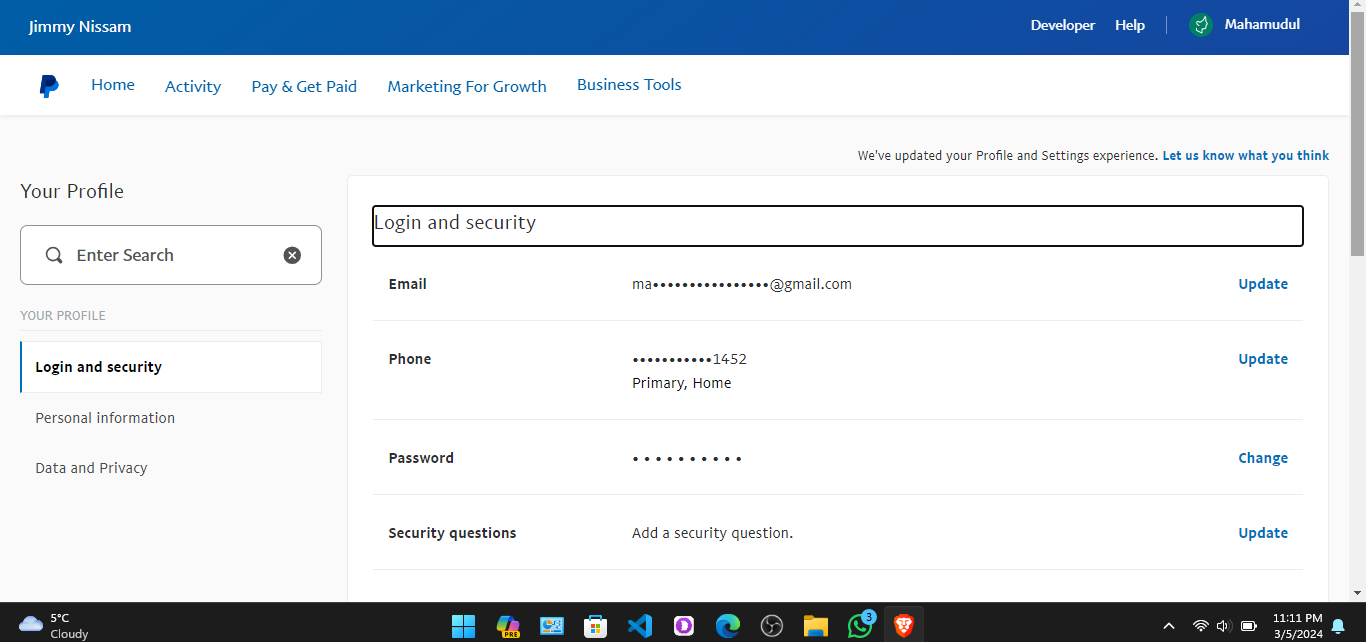 Jimmy Nissam
Developer Help Mahamudul
Home Activity Pay & Get Paid Marketing For Growth Business Tools
We've updated your Profile and Settings experience. Let us know what you think
Your Profile
Enter Search
YOUR PROFILE
Login and security
Personal information
Data and Privacy
Login and security
Email ma••••••••••••••••@gmail.com Update
Phone •••••••••••1452 Update
Primary, Home
Password •••••••••• Change
Security questions Add a security question. Update
5°C
Cloudy
PRE
3
11:11 PM
3/5/2024